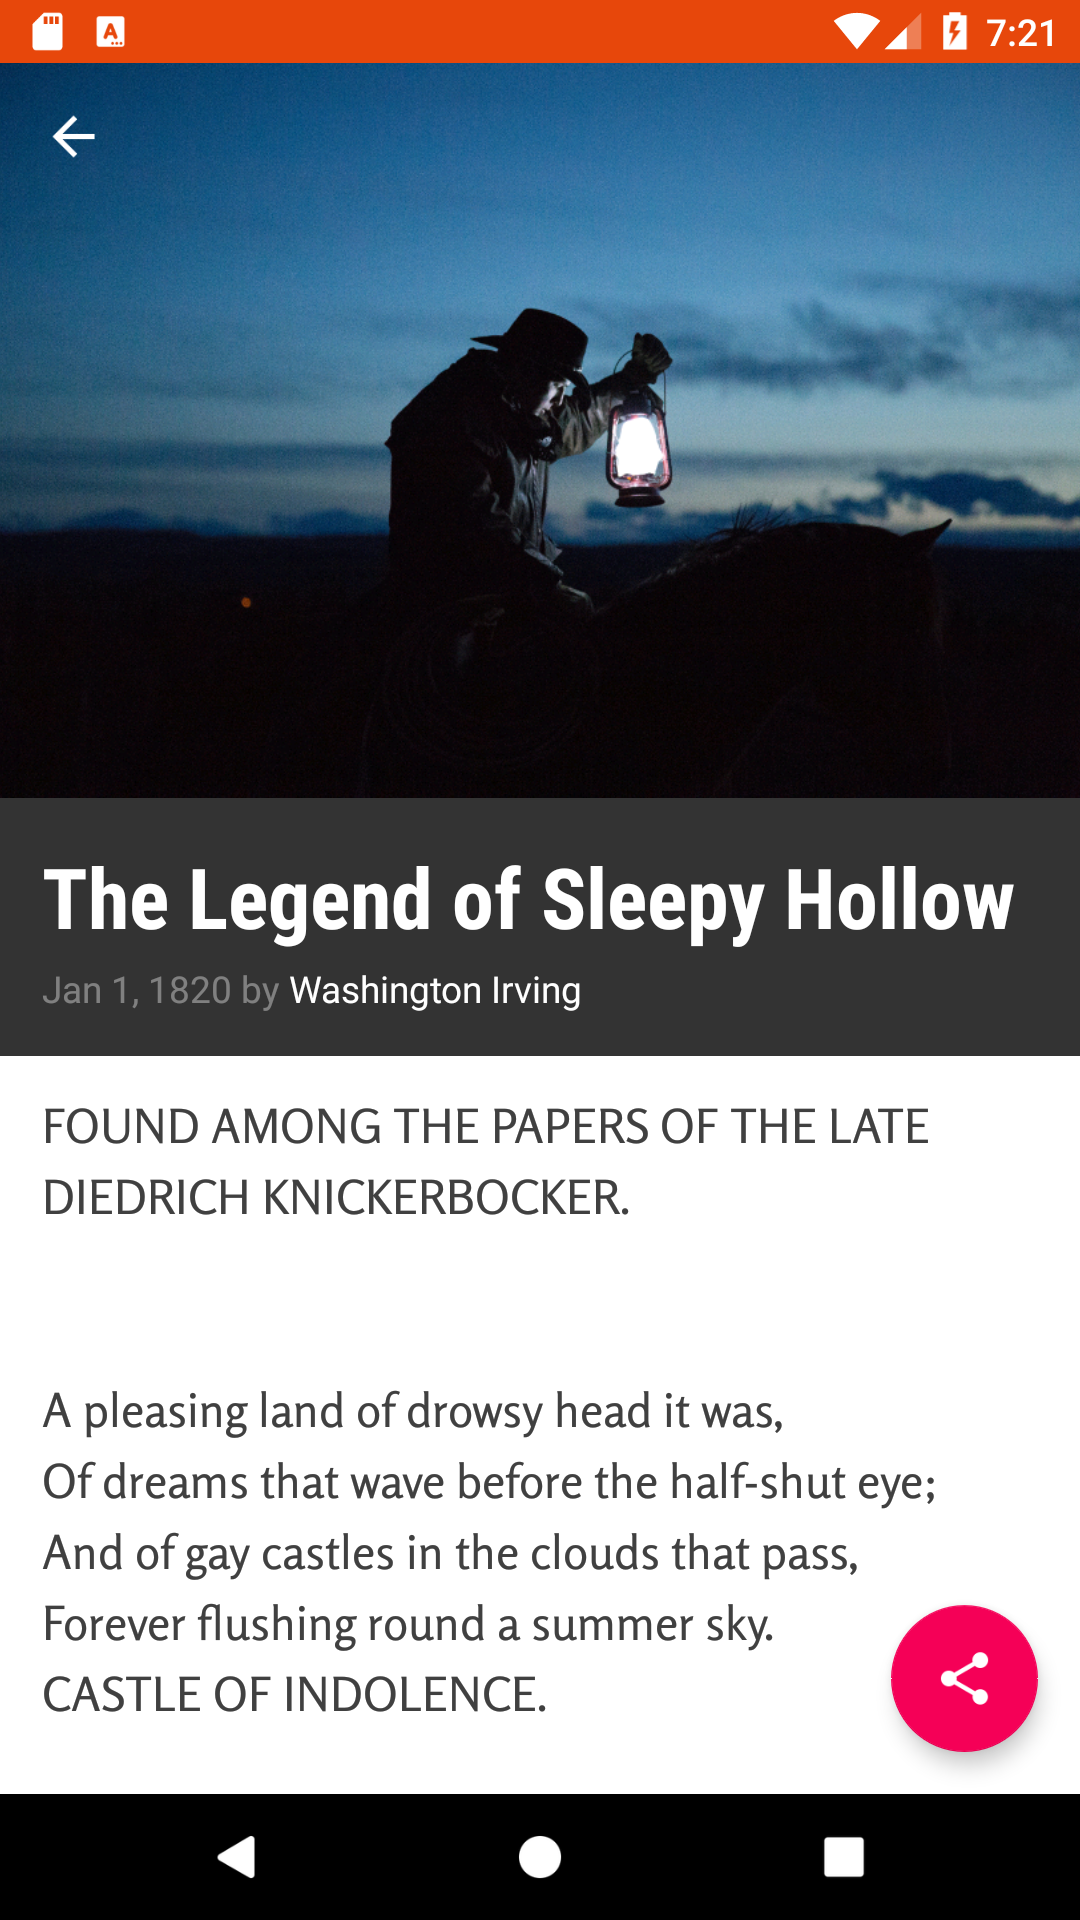 7:21
The Legend of Sleepy Hollow
Jan 1, 1820 by Washington Irving
FOUND AMONG THE PAPERS OF THE LATE
DIEDRICH KNICKERBOCKER.
A pleasing land of drowsy head it was,
Of dreams that wave before the half-shut eye;
And of gay castles in the clouds that pass,
Forever flushing round a summer sky.
CASTLE OF INDOLENCE.